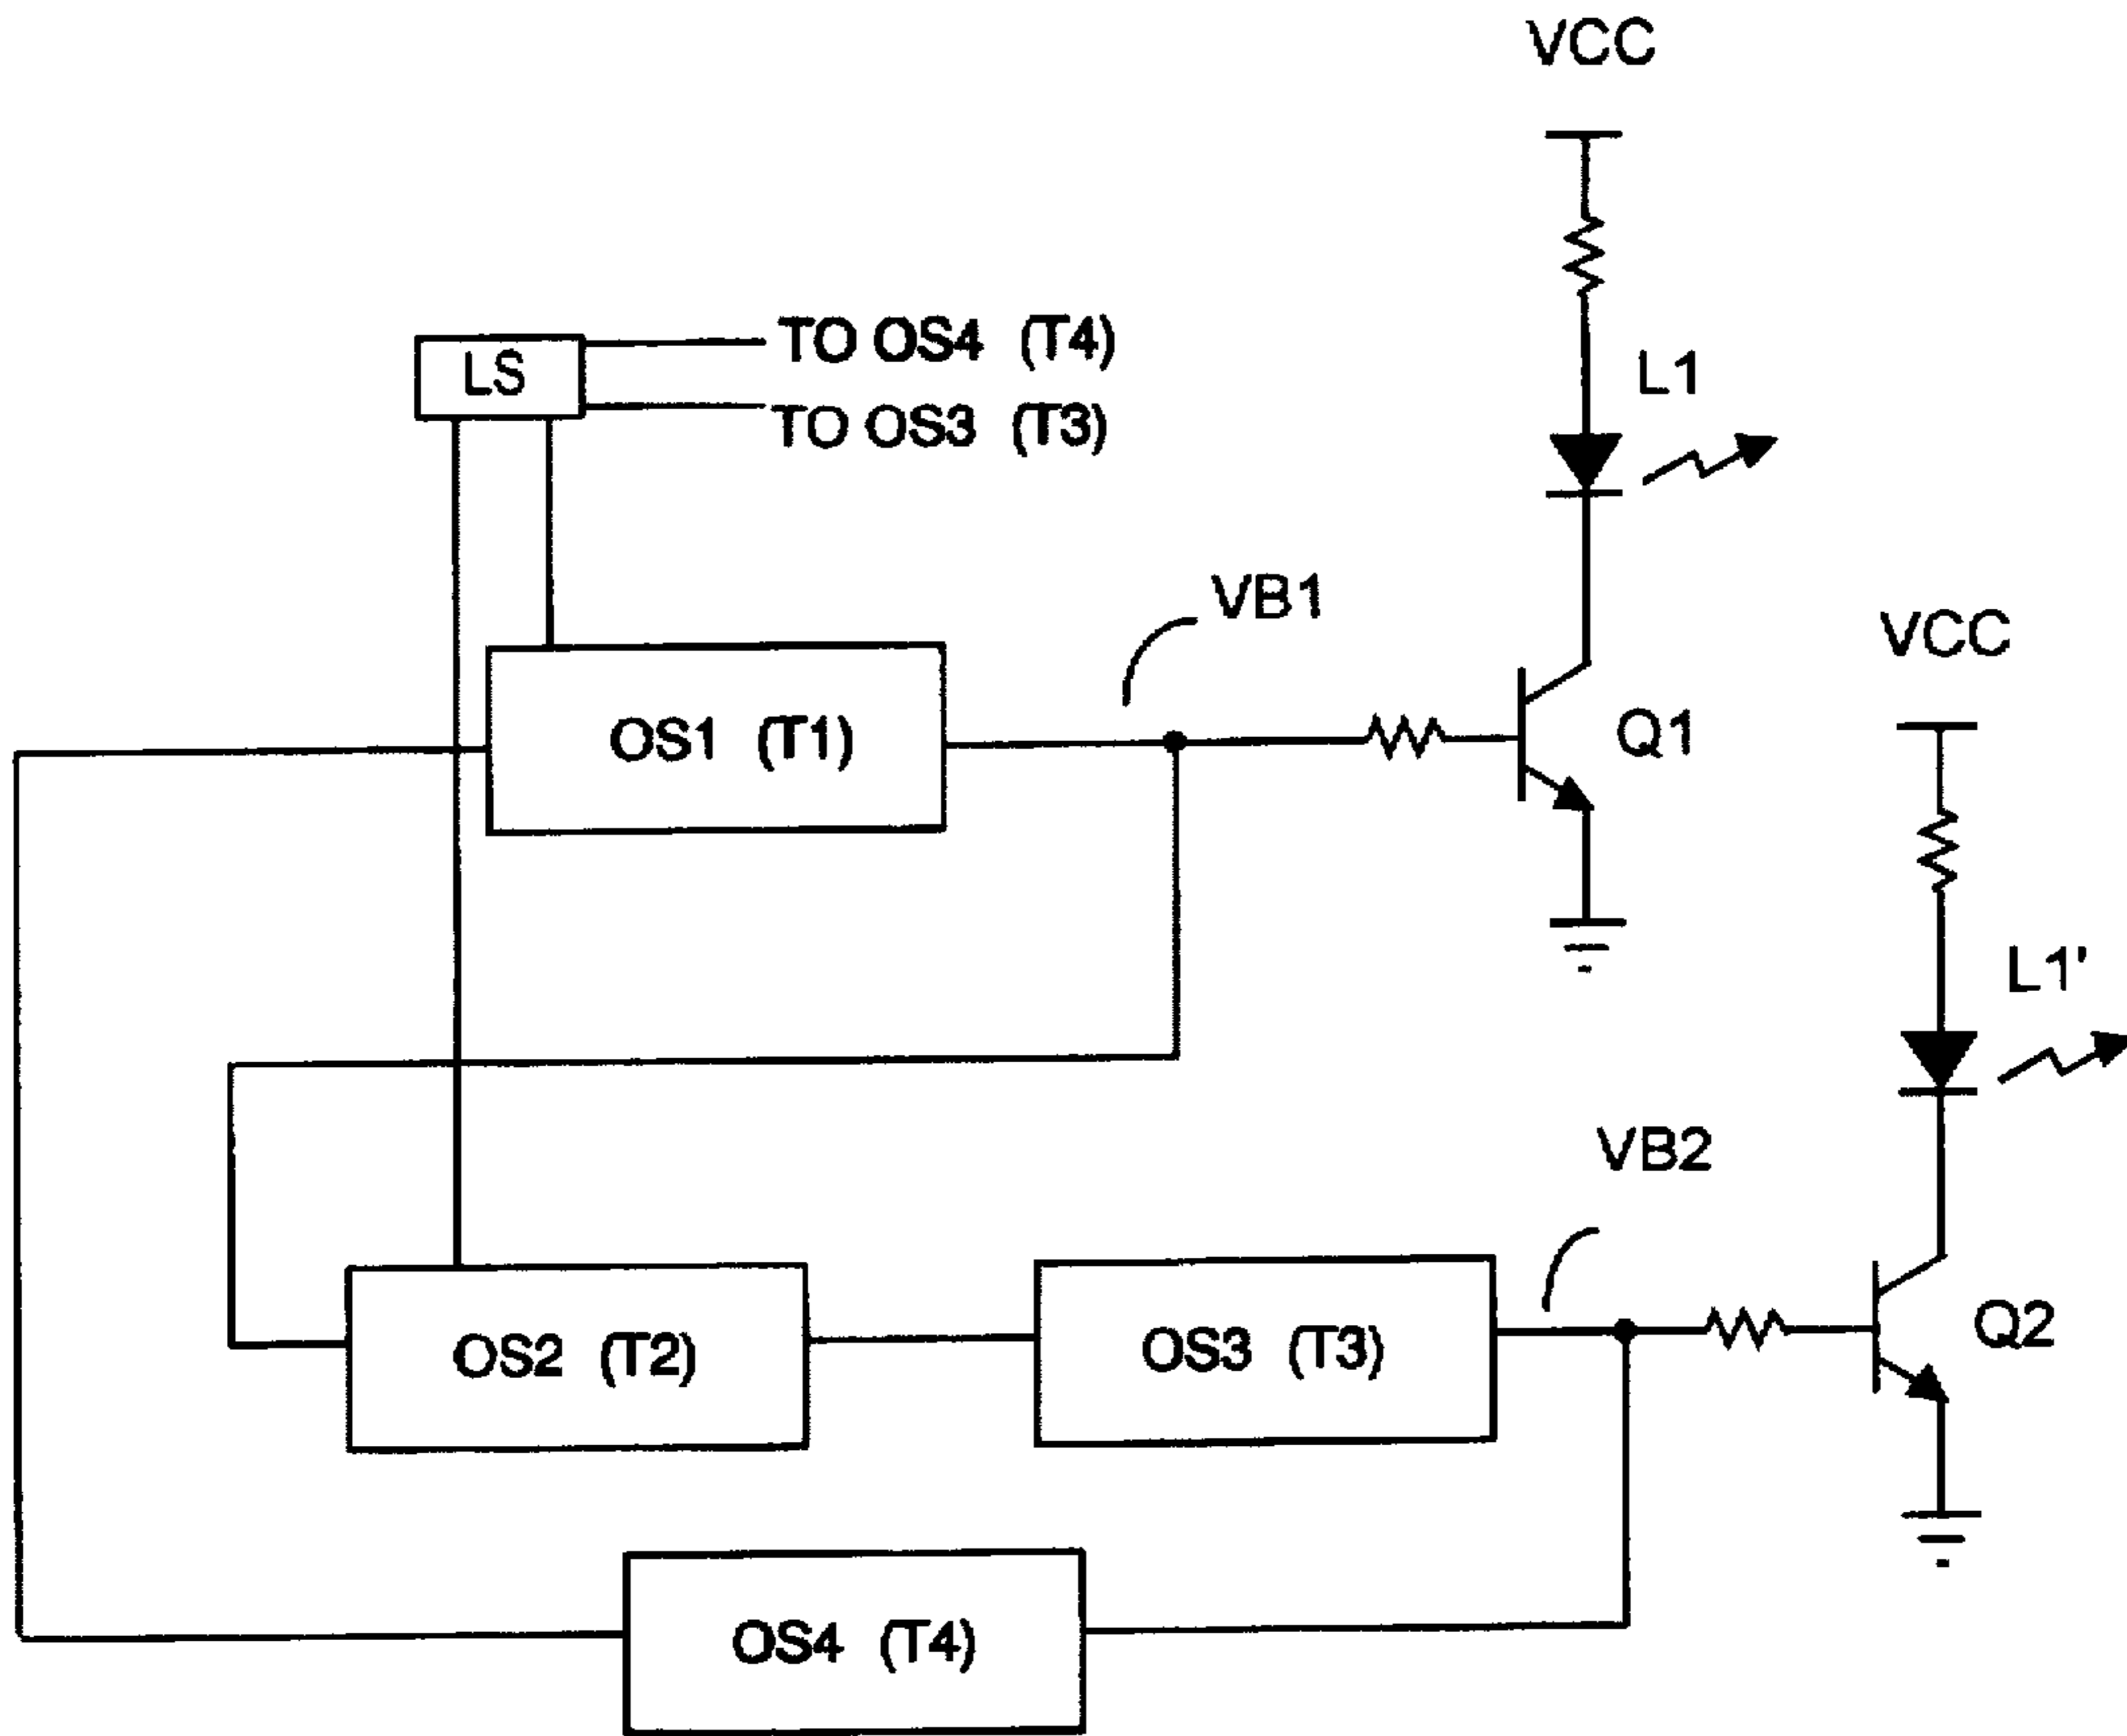 VCC
TO OS4 (T4)
LS
L1
TO OS3 (T3)
VB1
VCC
OS1 (T1)
Q1
L1'
VB2
OS2 (T2)
OS3 (T3)
Q2
OS4 (T4)